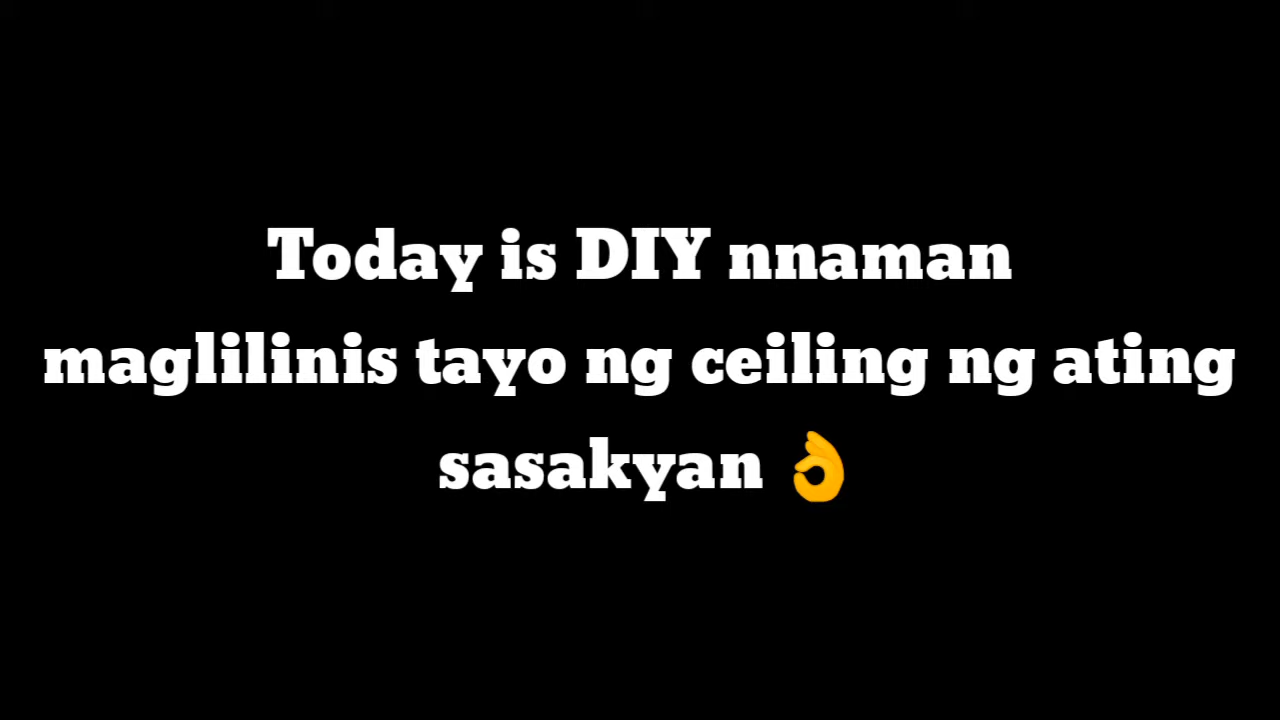 Today is DIY nnaman
maglilinis tayo ng ceiling ng ating
sasakyan 👌